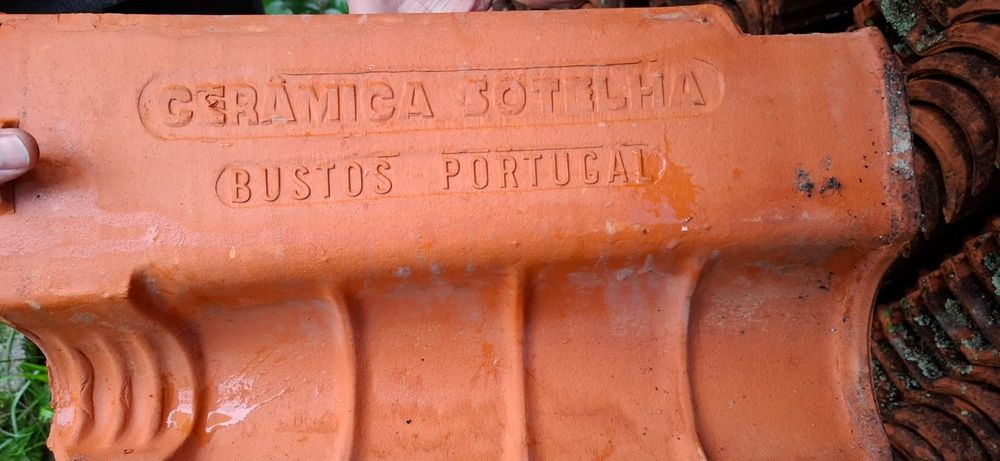 CERÂMICA SOTELHA
BUSTOS PORTUGAL